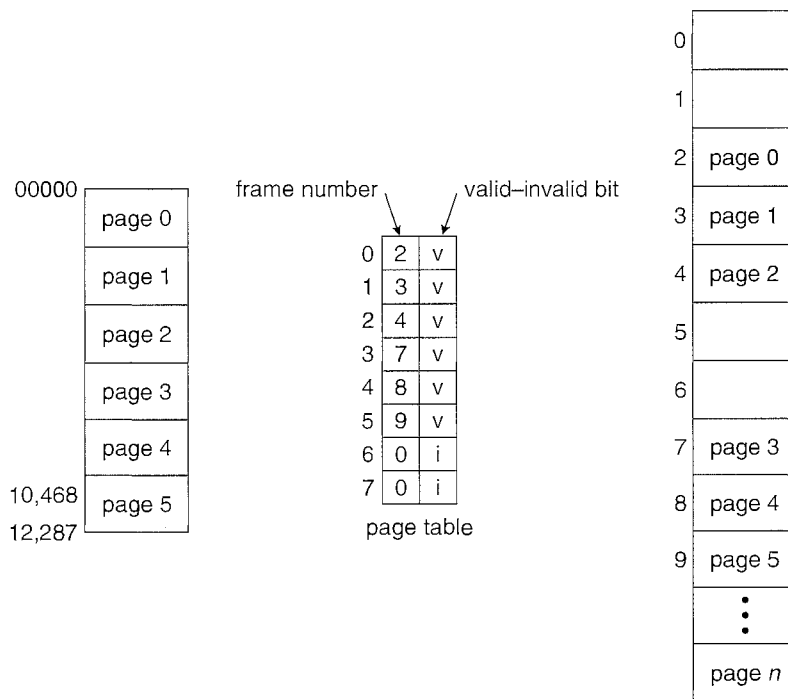 00000
page 0
page 1
page 2
page 3
page 4
10,468
page 5
12,287
frame number
valid–invalid bit
0 2 v
1 3 v
2 4 v
3 7 v
4 8 v
5 9 v
6 0 i
7 0 i
page table
0
1
2 page 0
3 page 1
4 page 2
5
6
7 page 3
8 page 4
9 page 5
page n